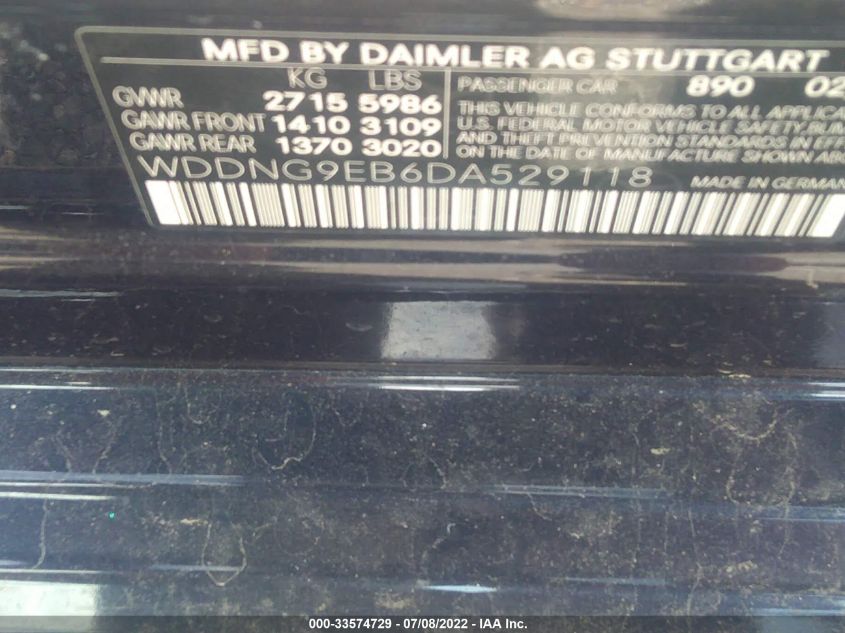 MFD BY DAIMLER AG STUTTGART
KG LBS
GVWR 2715 5986
GAWR FRONT 1410 3109
GAWR REAR 1370 3020
PASSENGER CAR 890 02
THIS VEHICLE CONFORMS TO ALL
U.S. FEDERAL MOTOR VEHICLE SAFETY,
AND THEFT PREVENTION STANDARDS IN
ON THE DATE OF MANUFACTURE SHOWN
WDDNG9EB6DA529118
MADE IN GERMAN
000-33574729 - 07/08/2022 - IAA Inc.